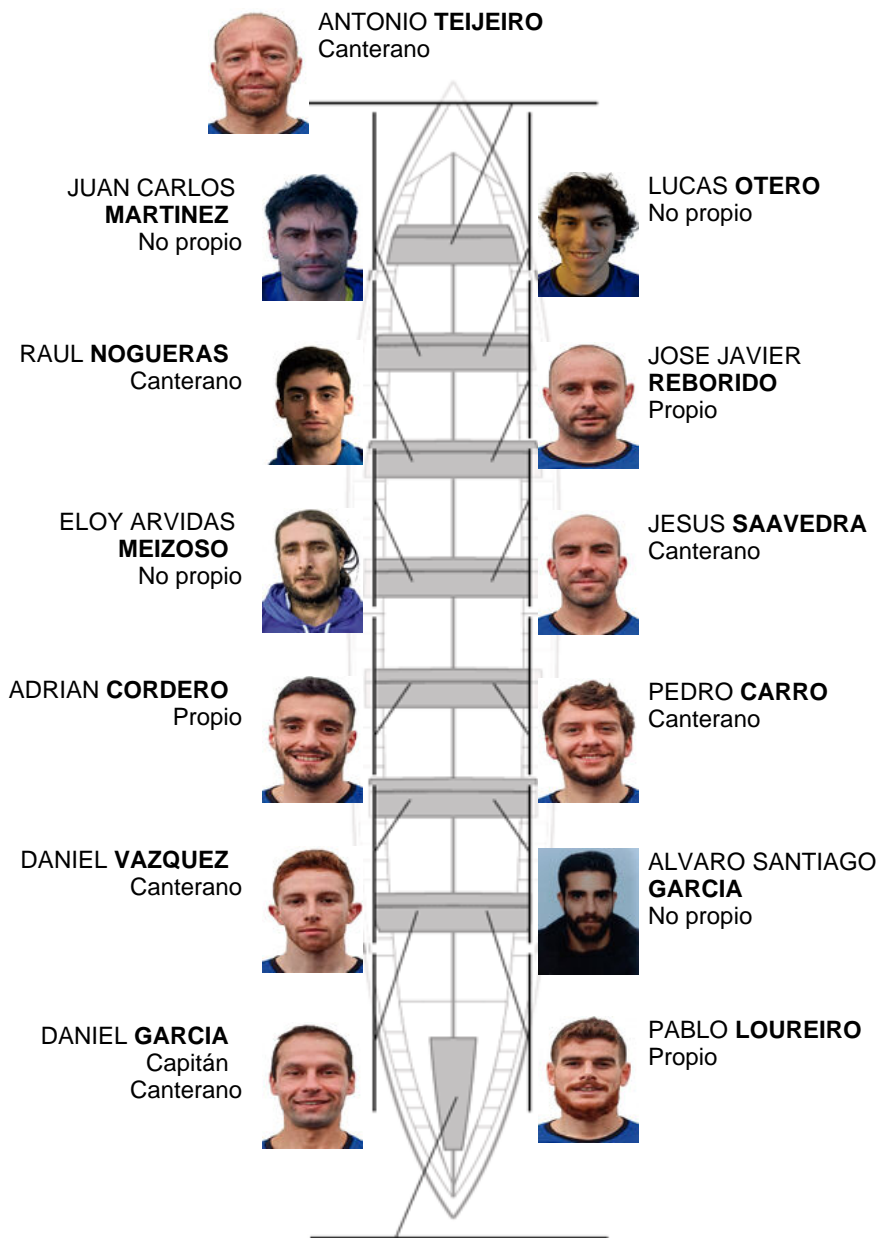 ANTONIO TEIJEIRO
Canterano
JUAN CARLOS
MARTINEZ
No propio
LUCAS OTERO
No propio
RAUL NOGUERAS
Canterano
JOSE JAVIER
REBORIDO
Propio
ELOY ARVIDAS
MEIZOSO
No propio
JESUS SAAVEDRA
Canterano
ADRIAN CORDERO
Propio
PEDRO CARRO
Canterano
DANIEL VAZQUEZ
Canterano
ALVARO SANTIAGO
GARCIA
No propio
DANIEL GARCIA
Capitán
Canterano
PABLO LOUREIRO
Propio